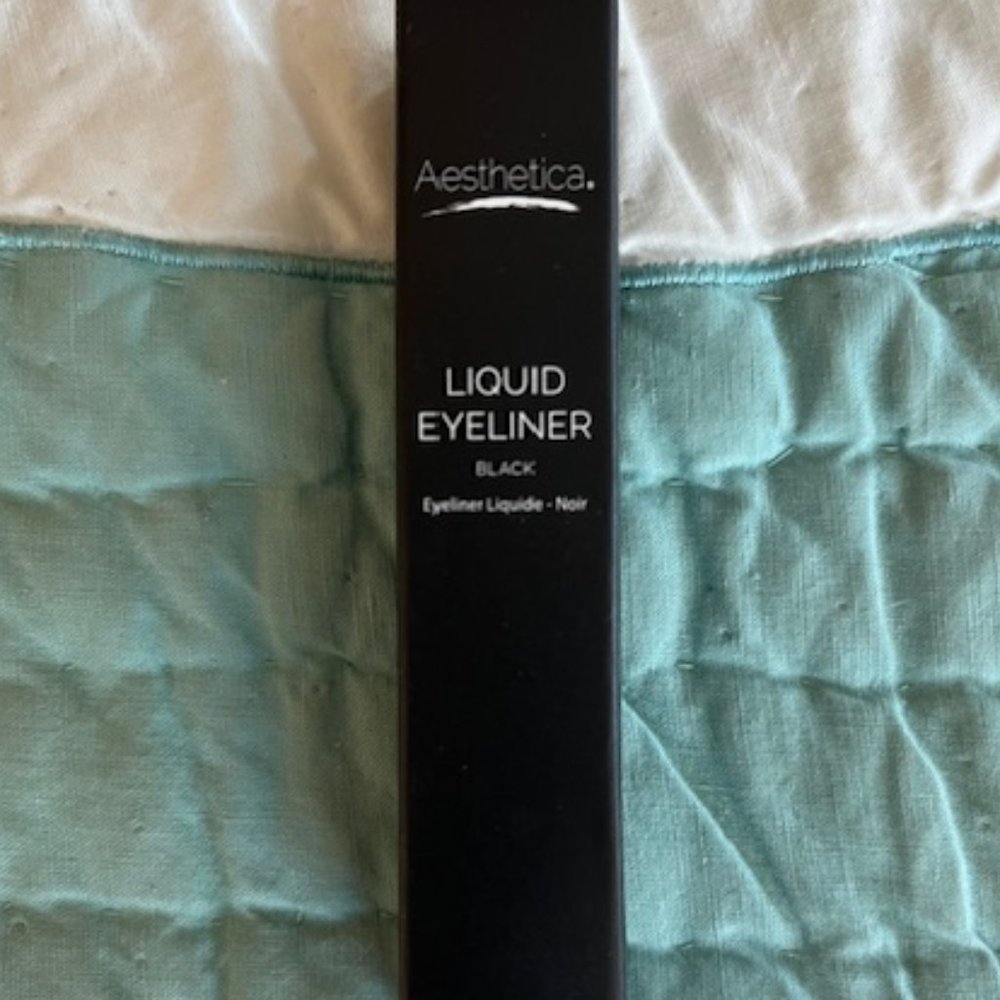 Aesthetica.
LIQUID
EYELINER
BLACK
Eyeliner Liquide - Noir